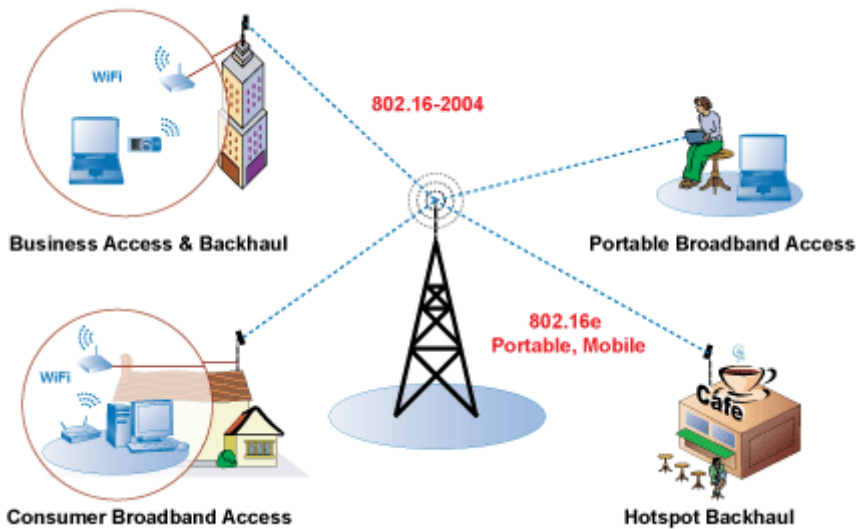 WiFi
802.16-2004
Business Access & Backhaul
Portable Broadband Access
802.16e
Portable, Mobile
WiFi
Cafe
Consumer Broadband Access
Hotspot Backhaul